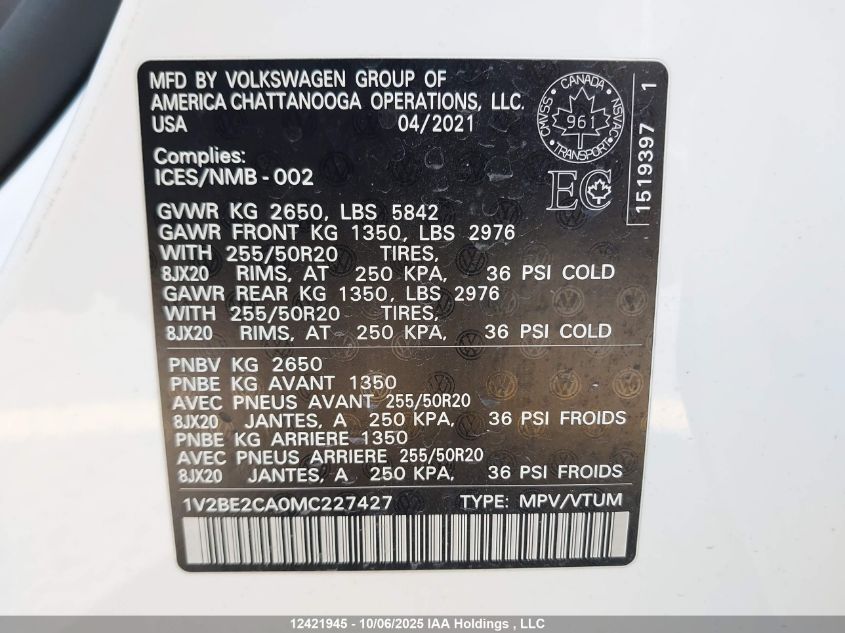 MFD BY VOLKSWAGEN GROUP OF
AMERICA CHATTANOOGA OPERATIONS, LLC.
USA 04/2021
Complies:
ICES/NMB-002
CANADA
CMVSS NSVAC
961
TRANSPORT
EC
1519397 1
GVWR KG 2650, LBS 5842
GAWR FRONT KG 1350, LBS 2976
WITH 255/50R20 TIRES,
8JX20 RIMS, AT 250 KPA, 36 PSI COLD
GAWR REAR KG 1350, LBS 2976
WITH 255/50R20 TIRES,
8JX20 RIMS, AT 250 KPA, 36 PSI COLD
PNBV KG 2650
PNBE KG AVANT 1350
AVEC PNEUS AVANT 255/50R20
8JX20 JANTES, A 250 KPA, 36 PSI FROIDS
PNBE KG ARRIERE 1350
AVEC PNEUS ARRIERE 255/50R20
8JX20 JANTES, A 250 KPA, 36 PSI FROIDS
1V2BE2CA0MC227427 TYPE: MPV/VTUM
12421945 - 10/06/2025 IAA Holdings , LLC